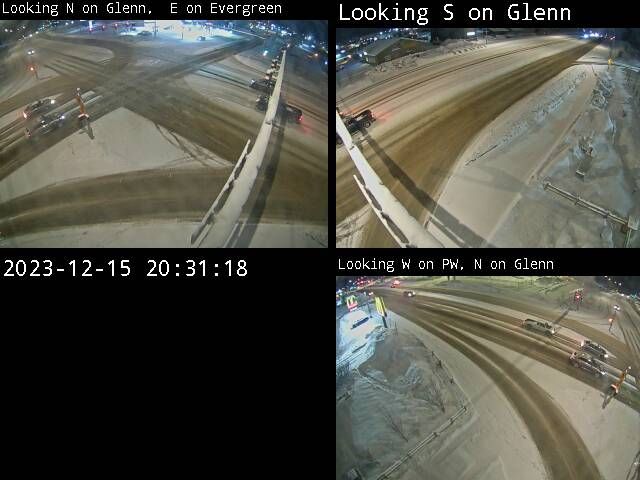 Looking N on Glenn,  E on Evergreen
Looking S on Glenn
2023-12-15 20:31:18
Looking W on PW, N on Glenn